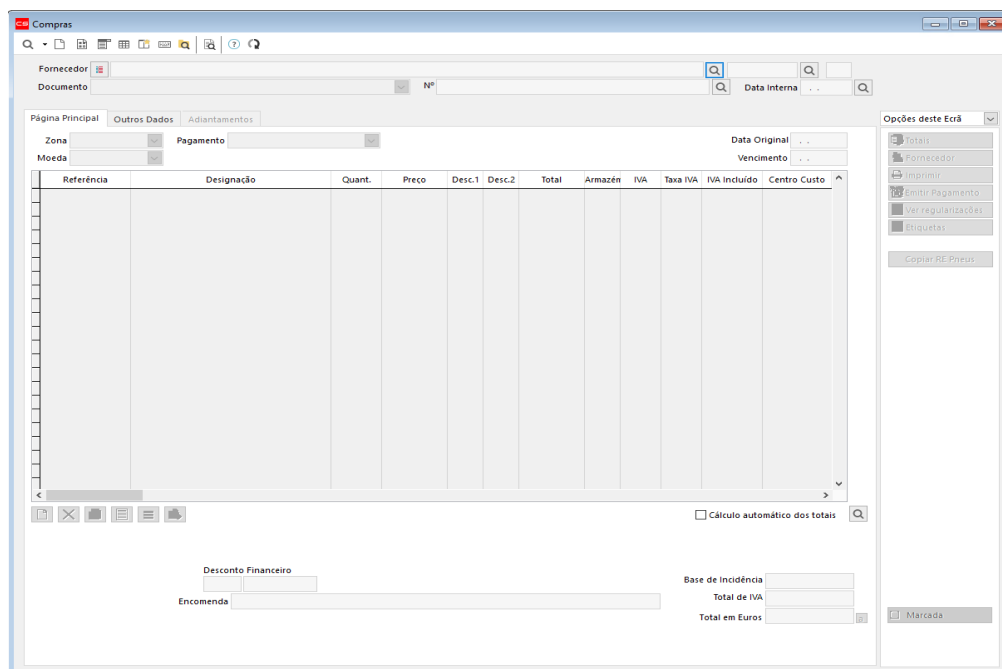 CS Compras
Fornecedor
Documento Nº Data Interna . .
Página Principal Outros Dados Adiantamentos Opções deste Ecrã
Zona Pagamento Data Original . .
Moeda Vencimento . .
Referência Designação Quant. Preço Desc.1 Desc.2 Total Armazén IVA Taxa IVA IVA Incluído Centro Custo
Totais
Fornecedor
Imprimir
Emitir Pagamento
Ver regularizações
Etiquetas
Copiar RE Pneus
Cálculo automático dos totais
Desconto Financeiro
Encomenda
Base de Incidência
Total de IVA
Total em Euros
Marcada